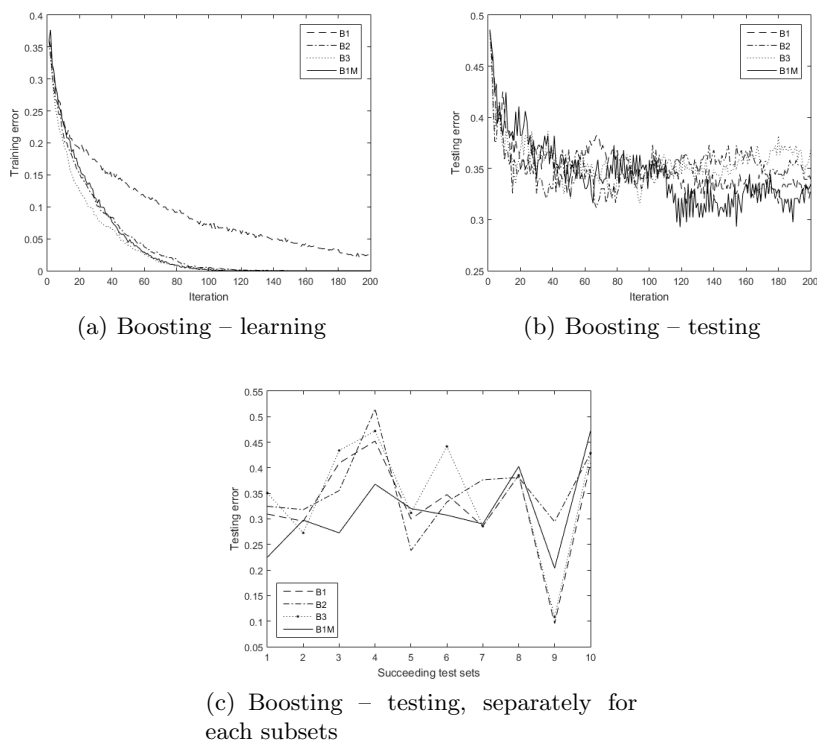 0.4
0.35
0.3
0.25
0.2
0.15
0.1
0.05
0
Training error
0 20 40 60 80 100 120 140 160 180 200
Iteration
B1
B2
B3
B1M
(a) Boosting – learning
0.5
0.45
0.4
0.35
0.3
0.25
Testing error
0 20 40 60 80 100 120 140 160 180 200
Iteration
B1
B2
B3
B1M
(b) Boosting – testing
0.55
0.5
0.45
0.4
0.35
0.3
0.25
0.2
0.15
0.1
0.05
Testing error
1 2 3 4 5 6 7 8 9 10
Succeeding test sets
B1
B2
B3
B1M
(c) Boosting – testing, separately for
each subsets